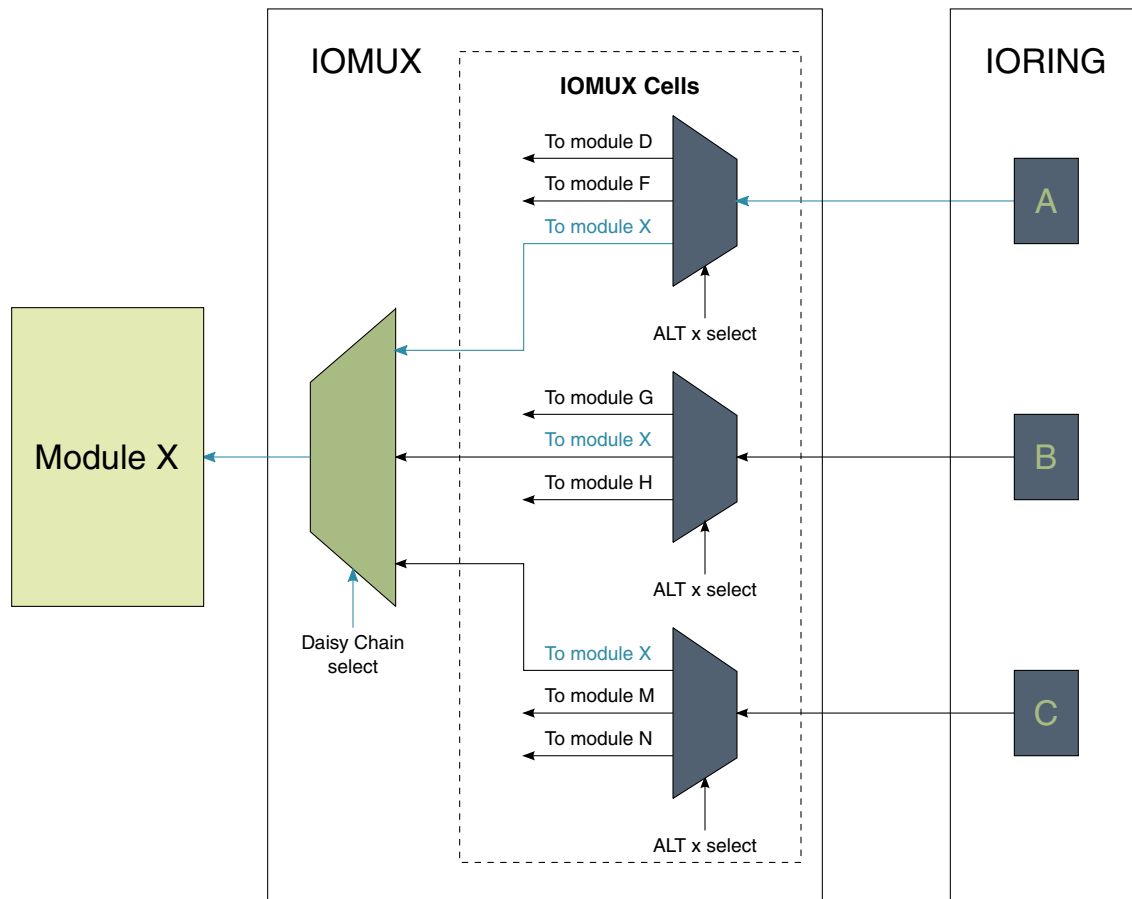 IOMUX
IORING
IOMUX Cells
To module D
To module F
To module X
A
ALT x select
To module G
To module X
To module H
B
ALT x select
Module X
Daisy Chain
select
To module X
To module M
To module N
C
ALT x select